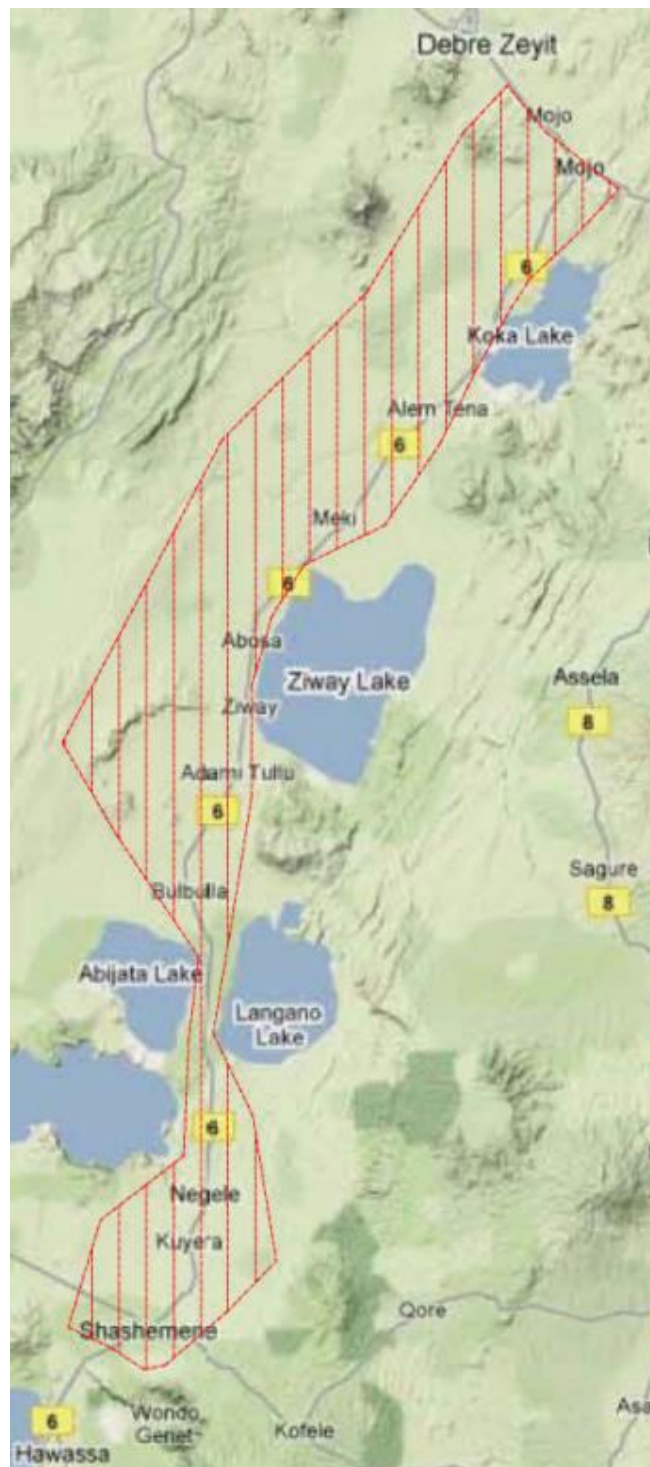 Debre Zeyit
Mojo
Mojo
6
Koka Lake
Alem Tena
6
Meki
6
Abosa
Assela
Ziway Lake
Ziway
8
Adami Tullu
6
Sagure
Bulbulla
8
Abijata Lake
Langano
Lake
6
Negele
Kuyera
Qore
Shashemene
Asa
Wondo
Genet
6
Kofele
Hawassa